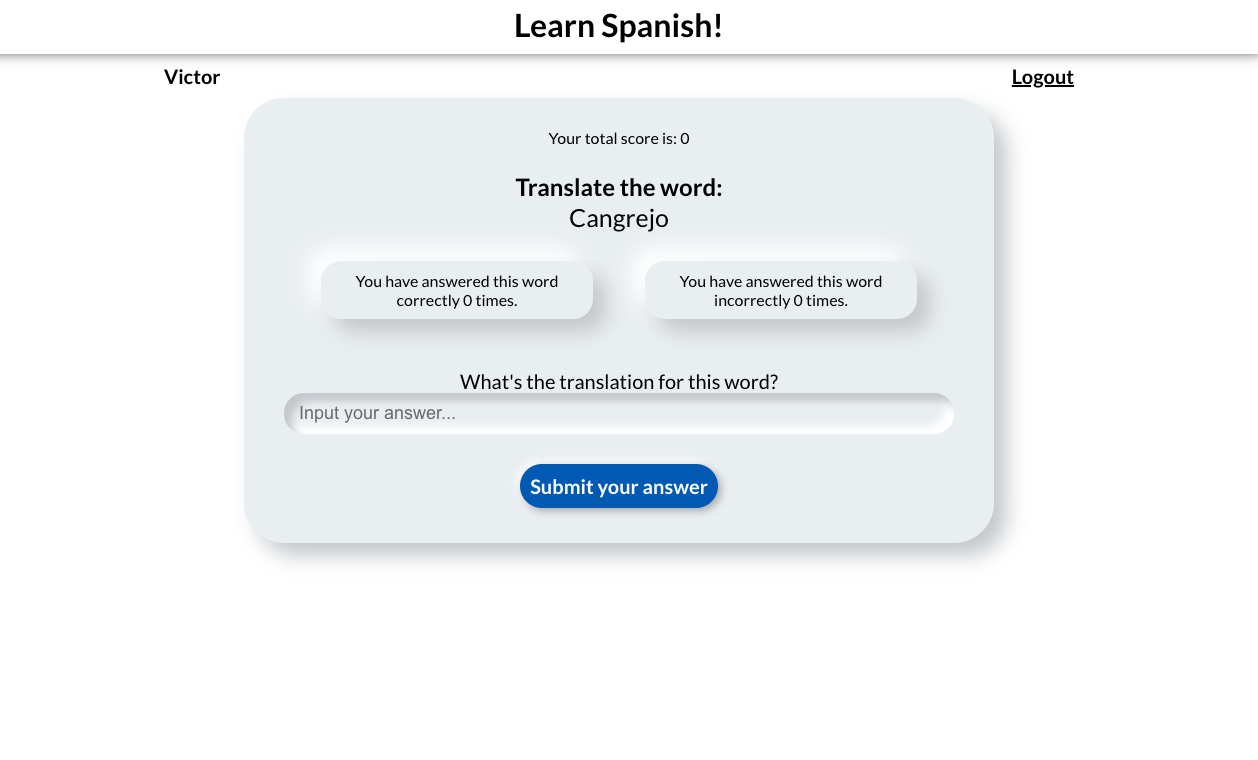 Learn Spanish!
Victor
Logout
Your total score is: 0
Translate the word:
Cangrejo
You have answered this word
correctly 0 times.
You have answered this word
incorrectly 0 times.
What's the translation for this word?
Input your answer...
Submit your answer